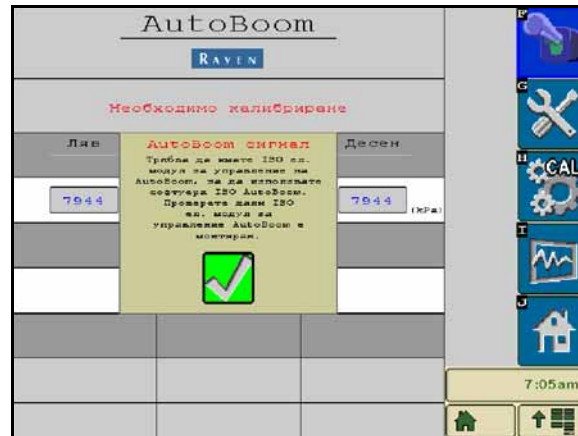 AutoBoom
RAVEN
Необходимо калибриране
Ляв
AutoBoom сигнал
Десен
Трябва да имате ISO ел.
модул за управление на
AutoBoom, за да използвате
софтуера ISO AutoBoom.
Проверете дали ISO
ел. модул за
управление AutoBoom е
монтиран.
7944
7944
(kPa)
F
G
H
CAL
I
J
7:05am